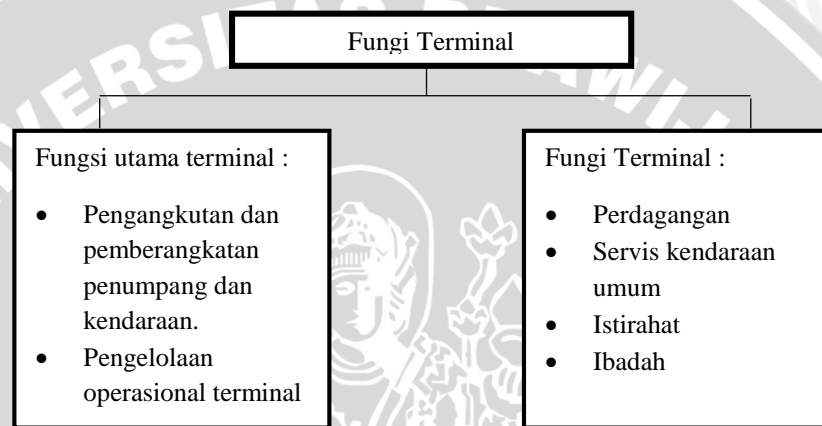 Fungi Terminal
Fungsi utama terminal :
• Pengangkutan dan
pemberangkatan
penumpang dan
kendaraan.
• Pengelolaan
operasional terminal
Fungi Terminal :
• Perdagangan
• Servis kendaraan
umum
• Istirahat
• Ibadah